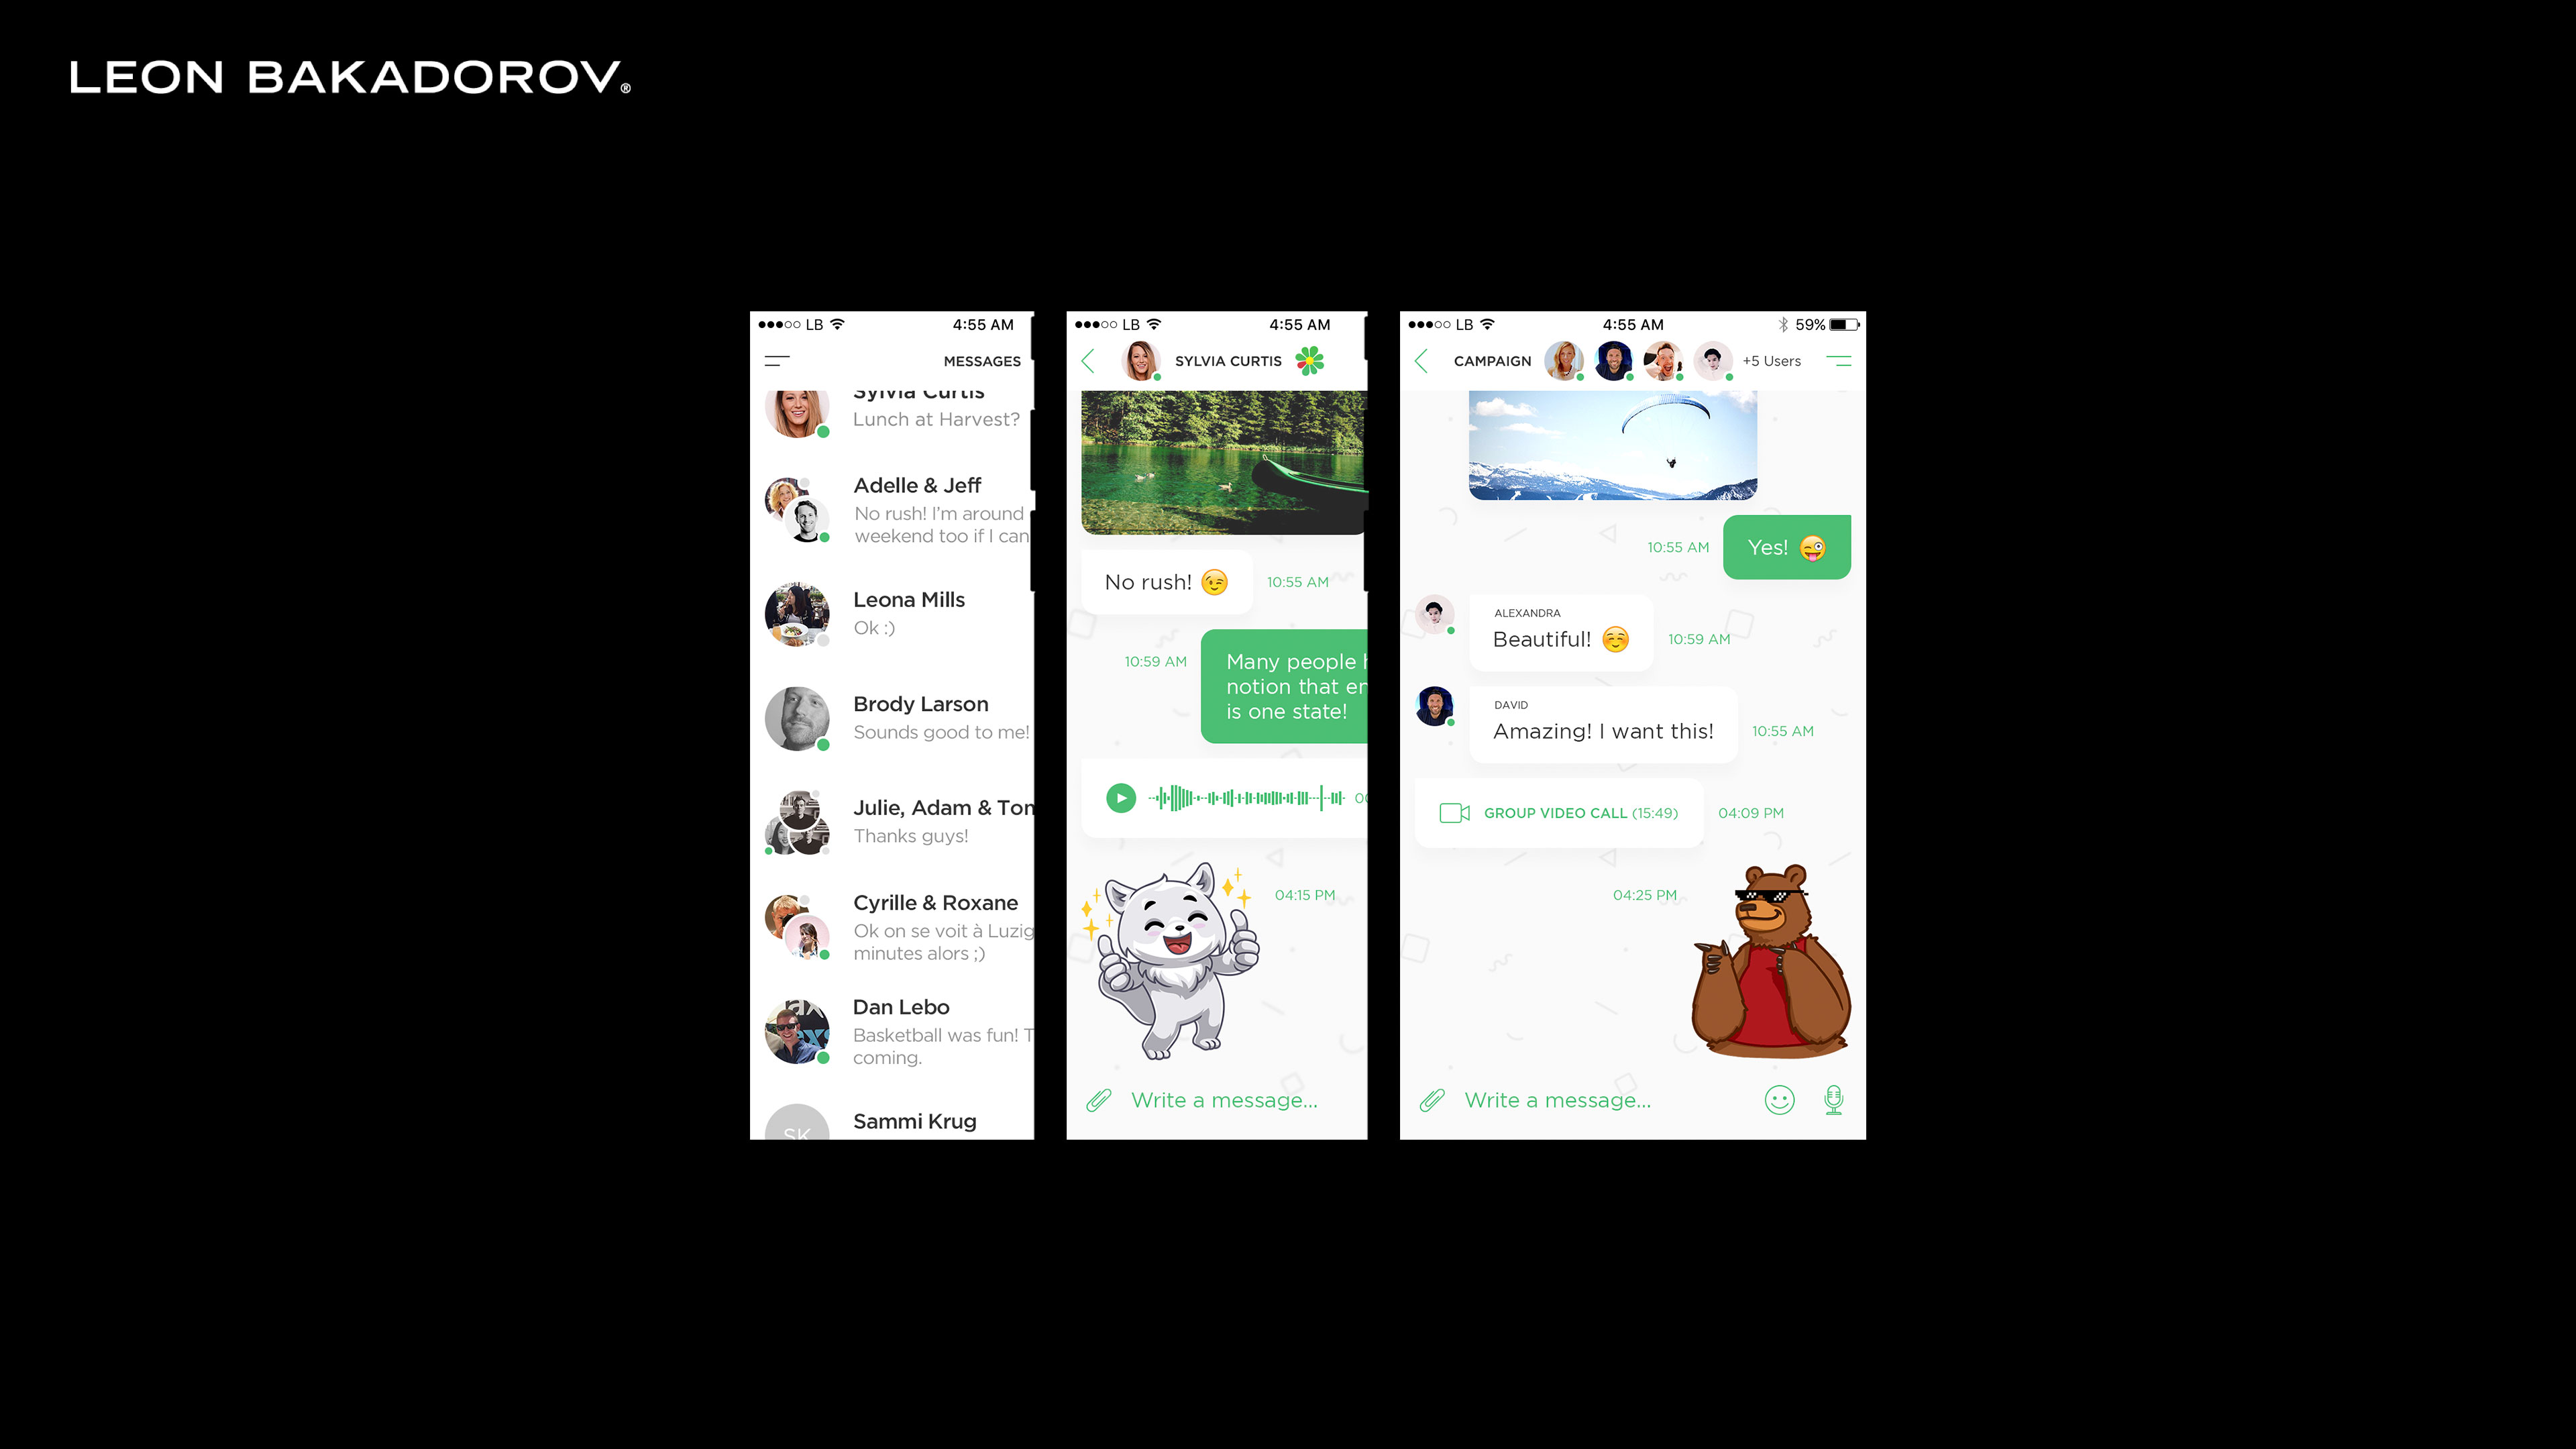 LEON BAKADOROV®
LB 4:55 AM
MESSAGES
Sylvia Curtis
Lunch at Harvest?
Adelle & Jeff
No rush! I'm around
weekend too if I can
Leona Mills
Ok :)
Brody Larson
Sounds good to me!
Julie, Adam & Tom
Thanks guys!
Cyrille & Roxane
Ok on se voit à Luzig
minutes alors ;)
Dan Lebo
Basketball was fun! T
coming.
SK
Sammi Krug
LB 4:55 AM
SYLVIA CURTIS
No rush! 😉 10:55 AM
10:59 AM
Many people h
notion that en
is one state!
00
04:15 PM
Write a message...
LB 4:55 AM 59%
CAMPAIGN +5 Users
10:55 AM Yes! 😜
ALEXANDRA
Beautiful! ☺️ 10:59 AM
DAVID
Amazing! I want this! 10:55 AM
GROUP VIDEO CALL (15:49) 04:09 PM
04:25 PM
Write a message...